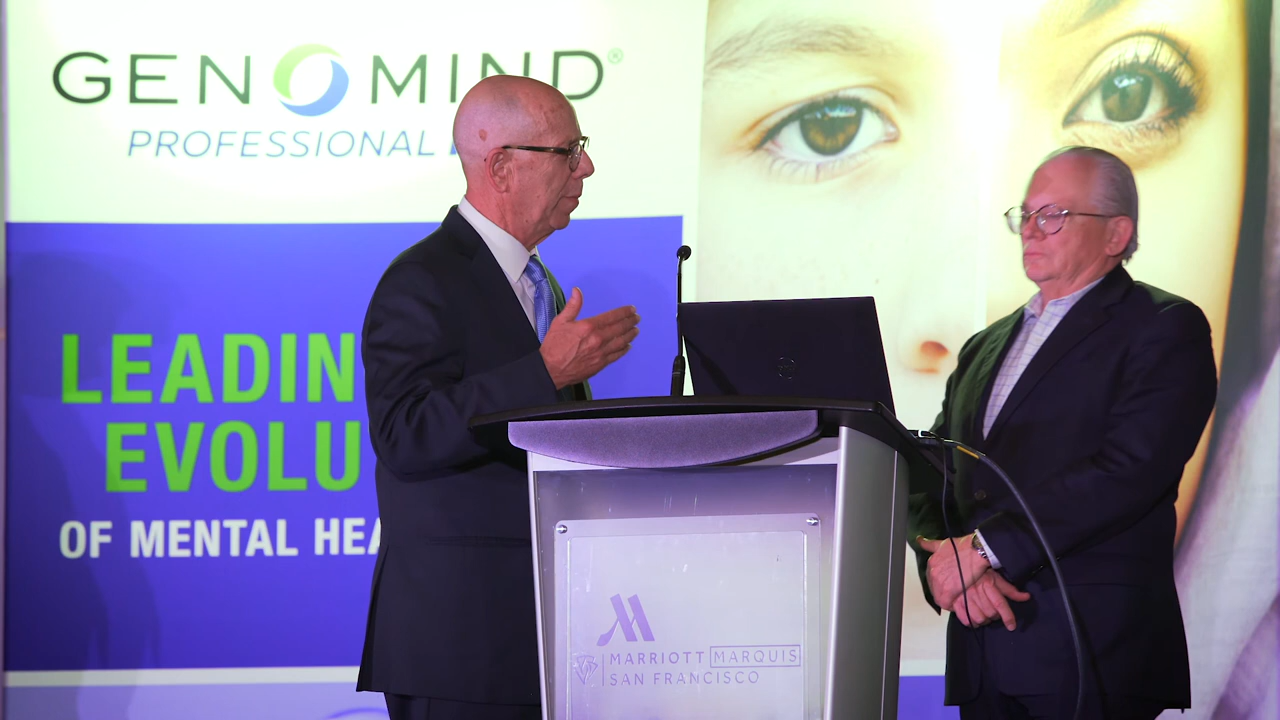 GENOMIND®
PROFESSIONAL
LEADIN
EVOLU
OF MENTAL HEA
MARRIOTT MARQUIS
SAN FRANCISCO